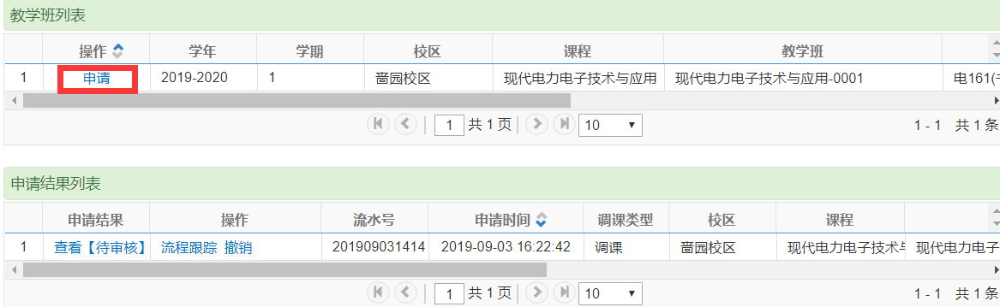 教学班列表
操作 学年 学期 校区 课程 教学班
1 申请 2019-2020 1 啬园校区 现代电力电子技术与应用 现代电力电子技术与应用-0001 电161(
1 共 1 页 10 1 - 1 共 1 条
申请结果列表
申请结果 操作 流水号 申请时间 调课类型 校区 课程
1 查看【待审核】 流程跟踪 撤销 201909031414 2019-09-03 16:22:42 调课 啬园校区 现代电力电子技 现代电力电子
1 共 1 页 10 1 - 1 共 1 条